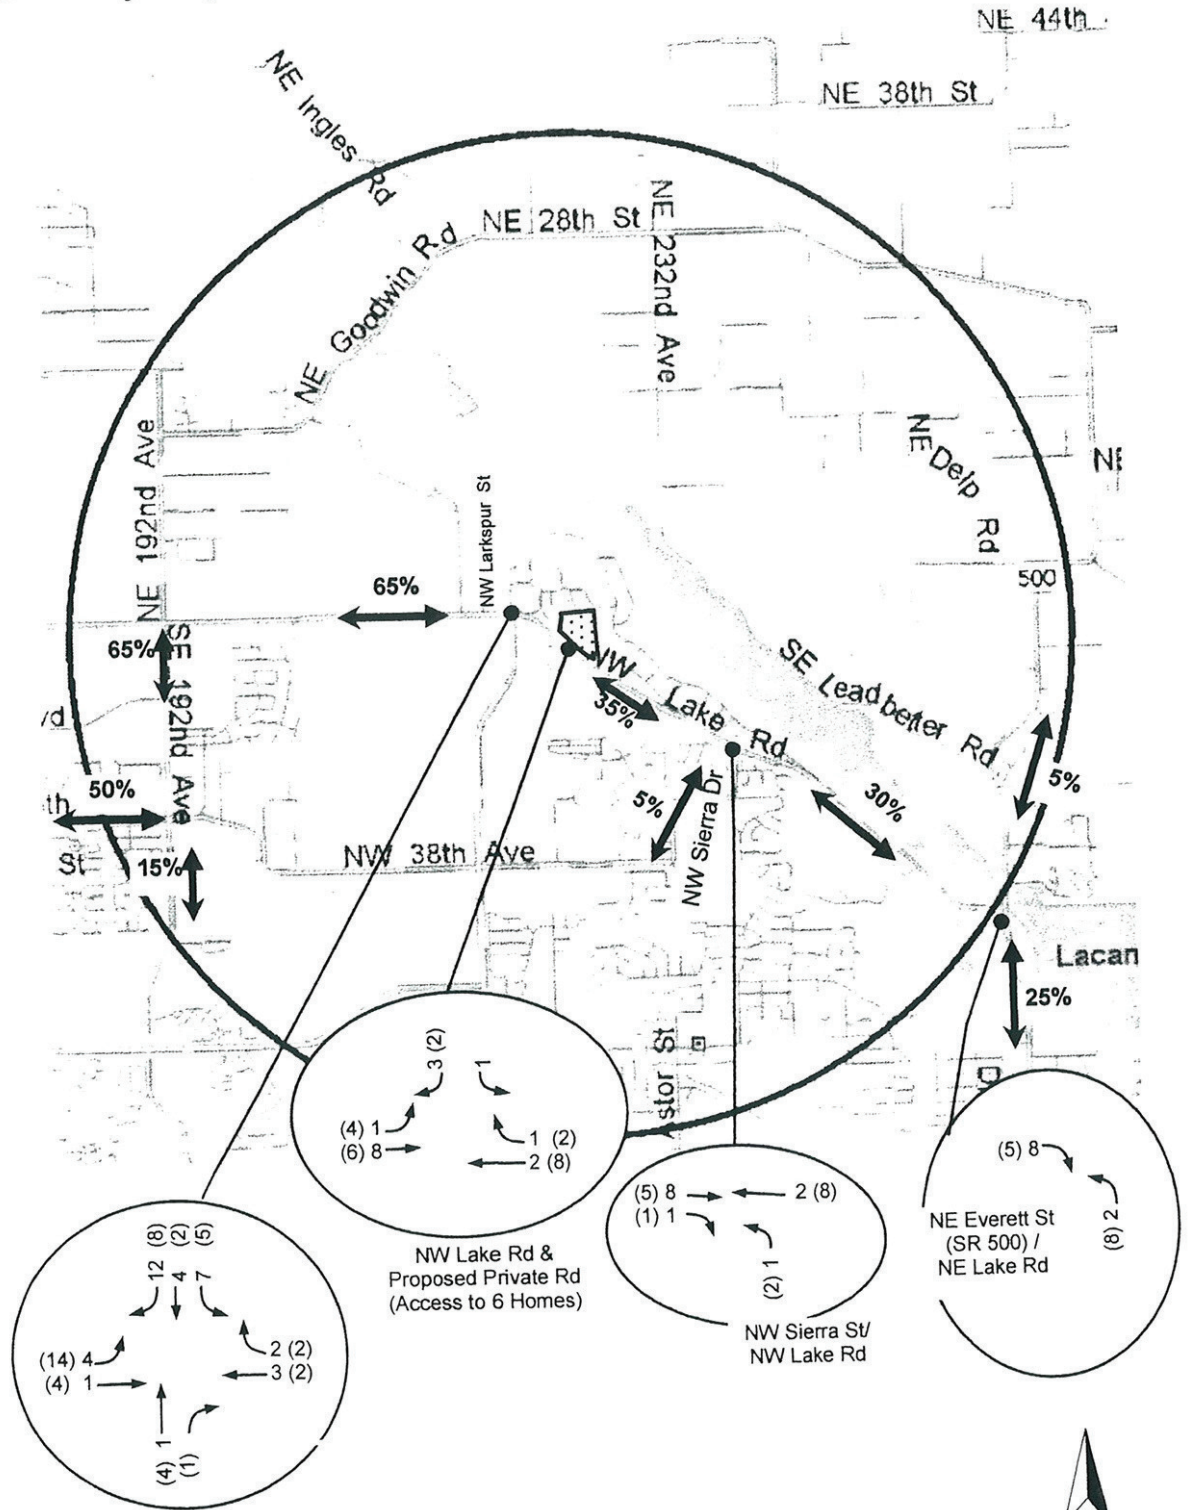 NE 44th
NE 38th St
NE Ingles Rd
NE 28th St
NE Goodwin Rd
NE 232nd Ave
NE 192nd Ave
NE Delp Rd
NE
500
NW Larkspur St
65%
65%
SE 192nd Ave
NW Lake Rd
35%
SE Leadbetter Rd
5%
30%
5%
NW Sierra Dr
50%
15%
St
NW 38th Ave
Lacam
25%
stor St
3 (2)
1
(4) 1
(6) 8
1 (2)
2 (8)
NW Lake Rd &
Proposed Private Rd
(Access to 6 Homes)
(5) 8
(1) 1
2 (8)
(2) 1
NW Sierra St/
NW Lake Rd
(5) 8
(8) 2
NE Everett St
(SR 500) /
NE Lake Rd
(8) (2) (5)
12 4 7
(14) 4
(4) 1
2 (2)
3 (2)
(4) 1
(1)